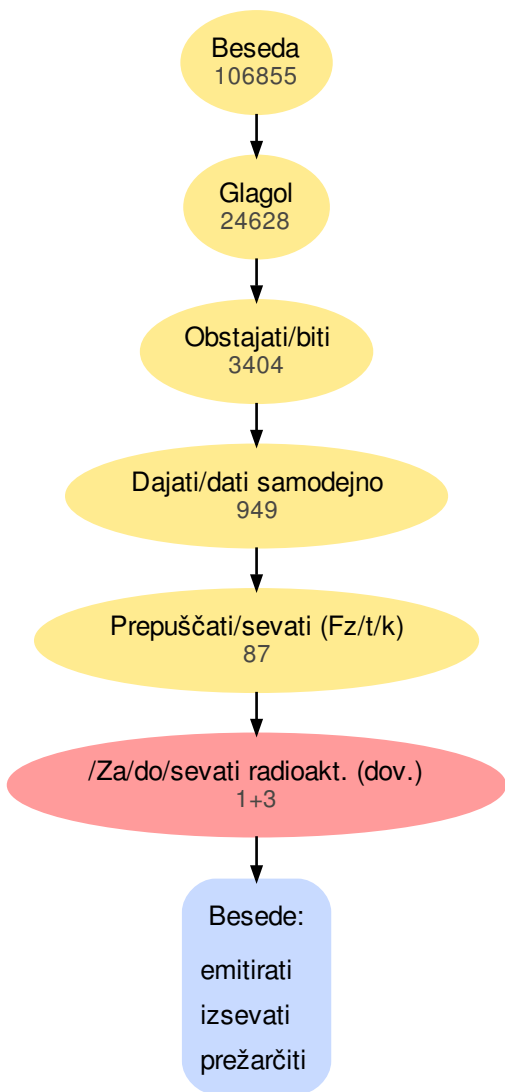 Beseda
106855
Glagol
24628
Obstajati/biti
3404
Dajati/dati samodejno
949
Prepuščati/sevati (Fz/t/k)
87
/Za/do/sevati radioakt. (dov.)
1+3
Besede:
emitirati
izsevati
prežarčiti